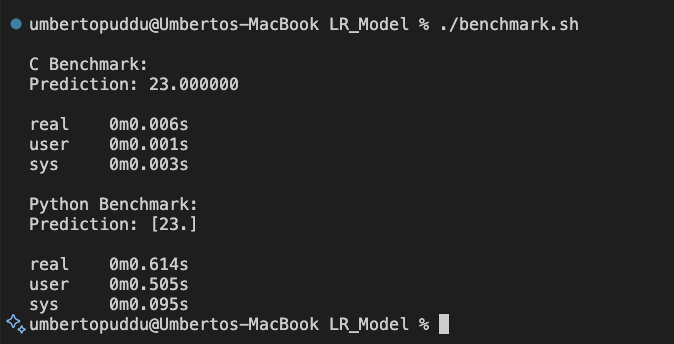 umbertopuddu@Umbertos-MacBook LR_Model % ./benchmark.sh
C Benchmark:
Prediction: 23.000000
real    0m0.006s
user    0m0.001s
sys     0m0.003s
Python Benchmark:
Prediction: [23.]
real    0m0.614s
user    0m0.505s
sys     0m0.095s
umbertopuddu@Umbertos-MacBook LR_Model %